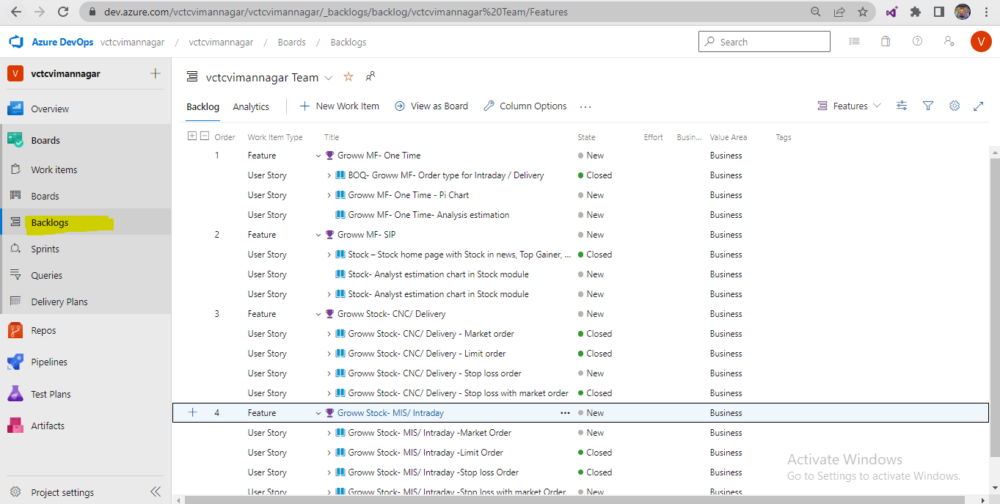 dev.azure.com/vctcvimannagar/vctcvimannagar/_backlogs/backlog/vctcvimannagar%20Team/Features
Azure DevOps vctcvimannagar / vctcvimannagar / Boards / Backlogs Search V
V vctcvimannagar
Overview
Boards
Work items
Boards
Backlogs
Sprints
Queries
Delivery Plans
Repos
Pipelines
Test Plans
Artifacts
Project settings
vctcvimannagar Team
Backlog Analytics New Work Item View as Board Column Options ... Features
Order Work Item Type Title State Effort Busin... Value Area Tags
1 Feature Groww MF- One Time New Business
User Story BOQ- Groww MF- Order type for Intraday / Delivery Closed Business
User Story Groww MF- One Time - Pi Chart New Business
User Story Groww MF- One Time- Analysis estimation New Business
2 Feature Groww MF- SIP New Business
User Story Stock – Stock home page with Stock in news, Top Gainer, ... Closed Business
User Story Stock- Analyst estimation chart in Stock module New Business
User Story Stock- Analyst estimation chart in Stock module New Business
3 Feature Groww Stock- CNC/ Delivery New Business
User Story Groww Stock- CNC/ Delivery - Market order Closed Business
User Story Groww Stock- CNC/ Delivery - Limit order Closed Business
User Story Groww Stock- CNC/ Delivery - Stop loss order New Business
User Story Groww Stock- CNC/ Delivery - Stop loss with market order Closed Business
4 Feature Groww Stock- MIS/ Intraday ... New Business
User Story Groww Stock- MIS/ Intraday -Market Order New Business
User Story Groww Stock- MIS/ Intraday -Limit Order Closed Business
User Story Groww Stock- MIS/ Intraday -Stop loss Order Closed Business
User Story Groww Stock- MIS/ Intraday -Stop loss with market Order New Business
Activate Windows
Go to Settings to activate Windows.